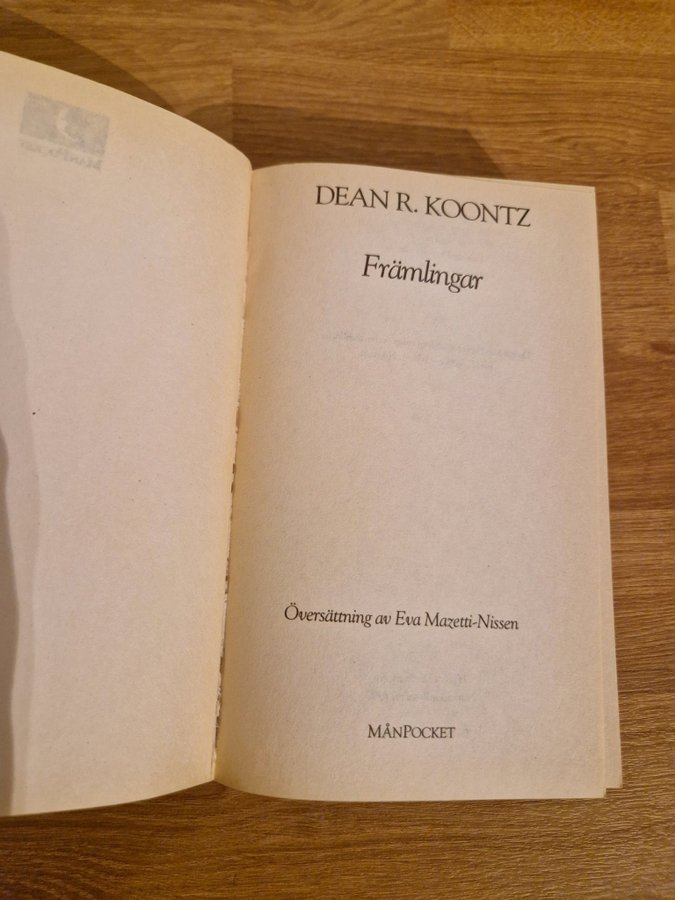 DEAN R. KOONTZ
Främlingar
Översättning av Eva Mazetti-Nissen
MÅNPOCKET